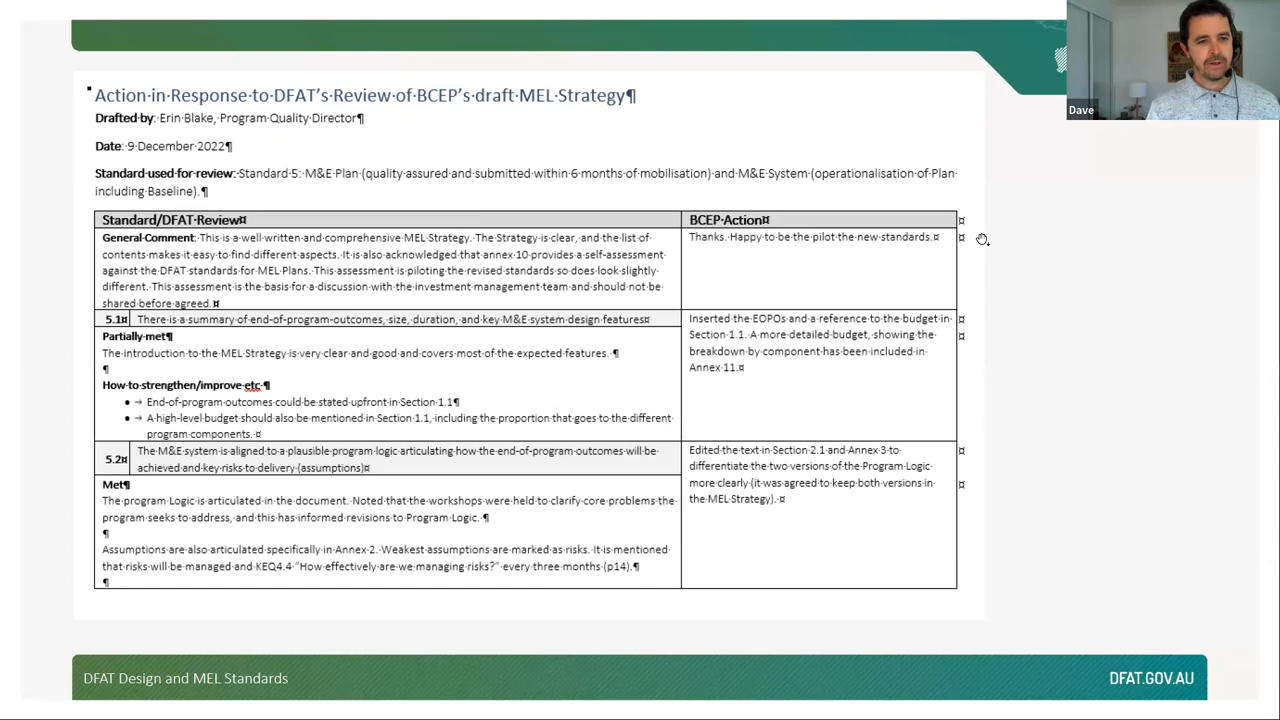 Dave
Action in Response to DFAT's Review of BCEP's draft MEL Strategy¶
Drafted by: Erin Blake, Program Quality Director¶
Date: 9 December 2022¶
Standard used for review: Standard 5: M&E Plan (quality assured and submitted within 6 months of mobilisation) and M&E System (operationalisation of Plan
including Baseline).¶
Standard/DFAT Review¤
BCEP Action¤
General Comment: This is a well written and comprehensive MEL Strategy. The Strategy is clear, and the list of
contents makes it easy to find different aspects. It is also acknowledged that annex 10 provides a self-assessment
against the DFAT standards for MEL Plans. This assessment is piloting the revised standards so does look slightly
different. This assessment is the basis for a discussion with the investment management team and should not be
shared before agreed.¤
Thanks. Happy to be the pilot the new standards.¤
5.1¤ There is a summary of end-of-program-outcomes, size, duration, and key M&E system design features¤
Partially met¶
The introduction to the MEL Strategy is very clear and good and covers most of the expected features. ¶
¶
How to strengthen/improve etc ¶
• → End-of-program outcomes could be stated upfront in Section 1.1¶
• → A high-level budget should also be mentioned in Section 1.1, including the proportion that goes to the different
program components. ¤
Inserted the EOPOs and a reference to the budget in
Section 1.1. A more detailed budget, showing the
breakdown by component has been included in
Annex 11.¤
5.2¤ The M&E system is aligned to a plausible program logic articulating how the end-of-program outcomes will be
achieved and key risks to delivery (assumptions)¤
Met¶
The program Logic is articulated in the document. Noted that the workshops were held to clarify core problems the
program seeks to address, and this has informed revisions to Program Logic. ¶
¶
Assumptions are also articulated specifically in Annex 2. Weakest assumptions are marked as risks. It is mentioned
that risks will be managed and KEQ4.4 "How effectively are we managing risks?" every three months (p14).¶
¶
Edited the text in Section 2.1 and Annex 3 to
differentiate the two versions of the Program Logic
more clearly (it was agreed to keep both versions in
the MEL Strategy). ¤
DFAT Design and MEL Standards
DFAT.GOV.AU